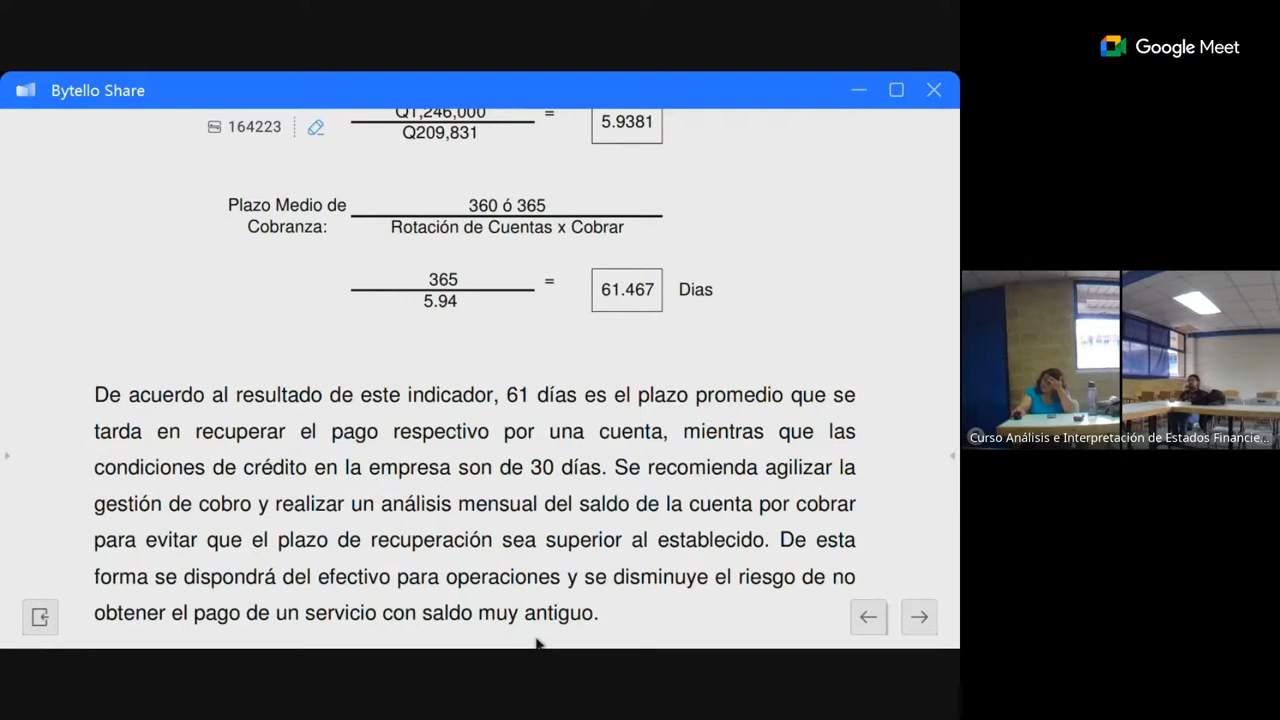 Google Meet
Bytello Share
Q1,246,000
=
5.9381
164223
Q209,831
Plazo Medio de
Cobranza:
360 ó 365
Rotación de Cuentas x Cobrar
365
=
61.467
Dias
5.94
De acuerdo al resultado de este indicador, 61 días es el plazo promedio que se
tarda en recuperar el pago respectivo por una cuenta, mientras que las
condiciones de crédito en la empresa son de 30 días. Se recomienda agilizar la
gestión de cobro y realizar un análisis mensual del saldo de la cuenta por cobrar
para evitar que el plazo de recuperación sea superior al establecido. De esta
forma se dispondrá del efectivo para operaciones y se disminuye el riesgo de no
obtener el pago de un servicio con saldo muy antiguo.
Curso Análisis e Interpretación de Estados Financie...